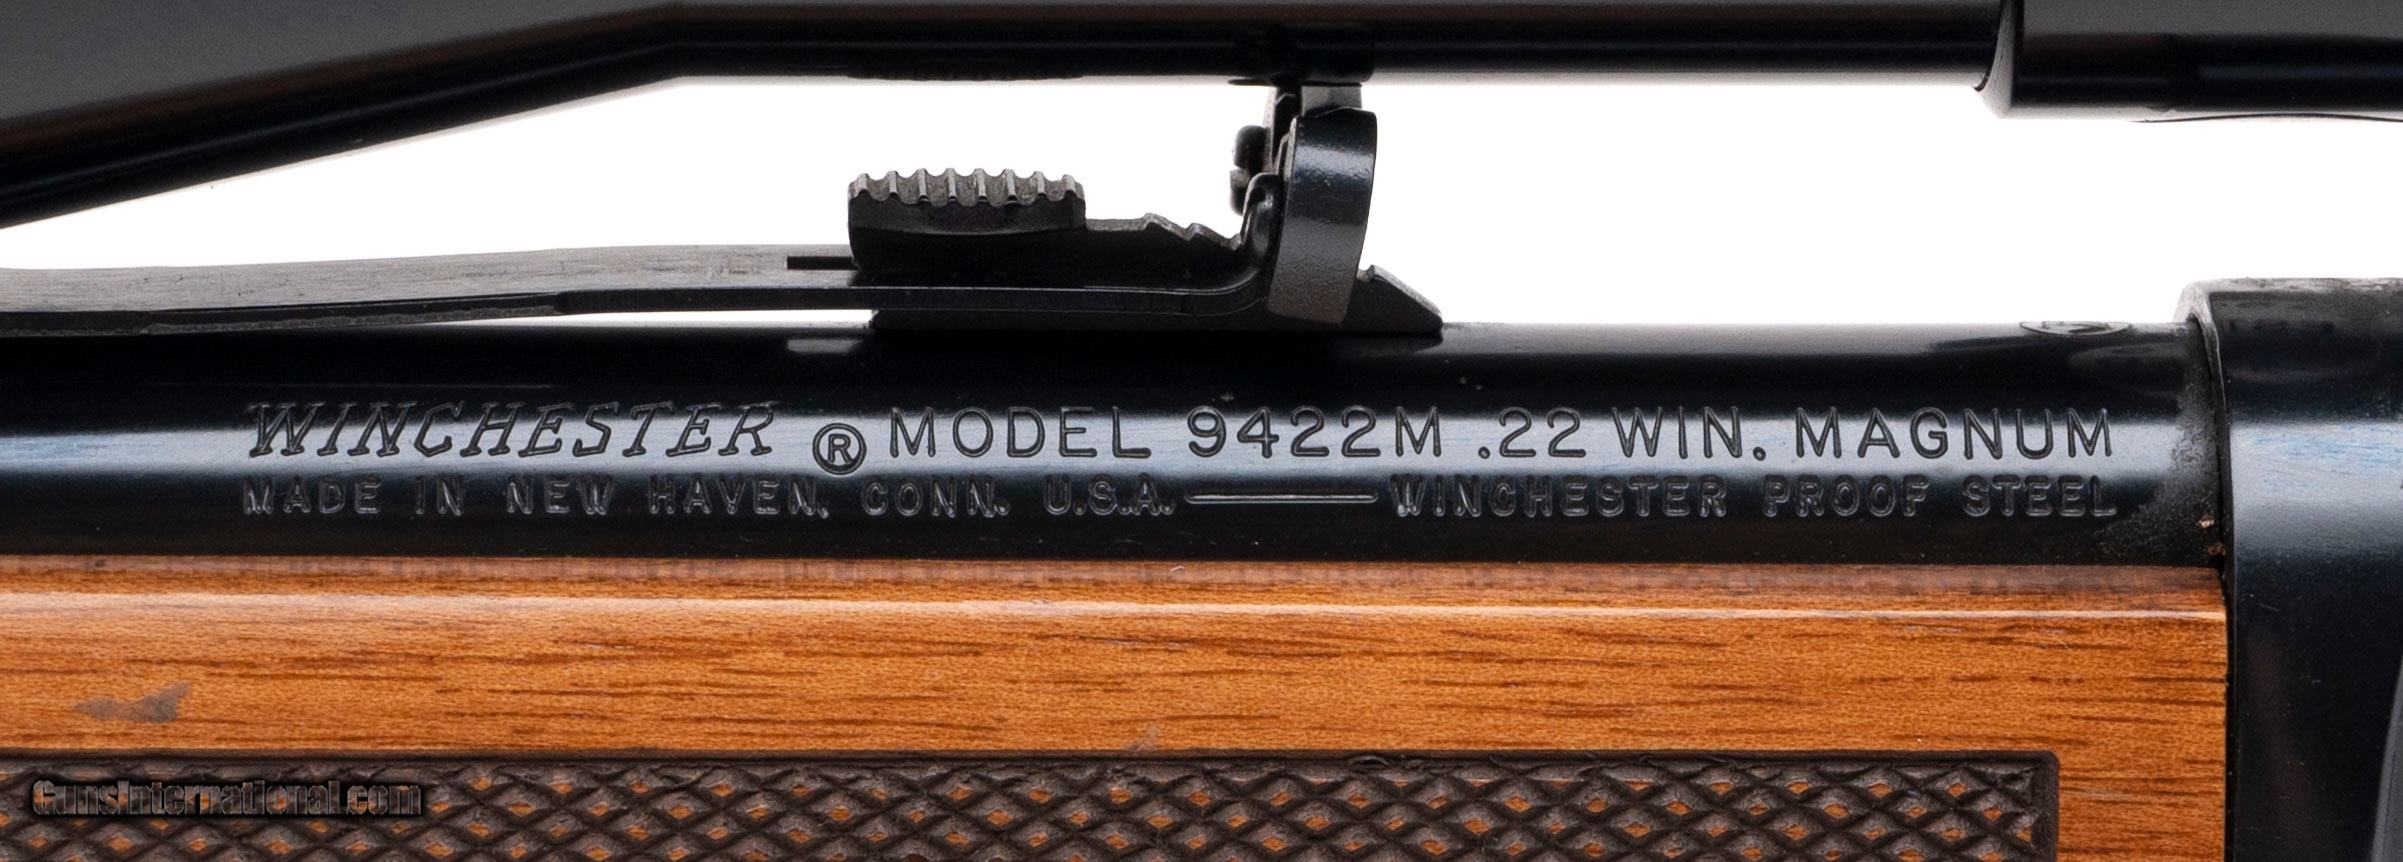 WINCHESTER ® MODEL 9422M .22 WIN. MAGNUM
MADE IN NEW HAVEN, CONN. U.S.A. —— WINCHESTER PROOF STEEL
GunsInternational.com